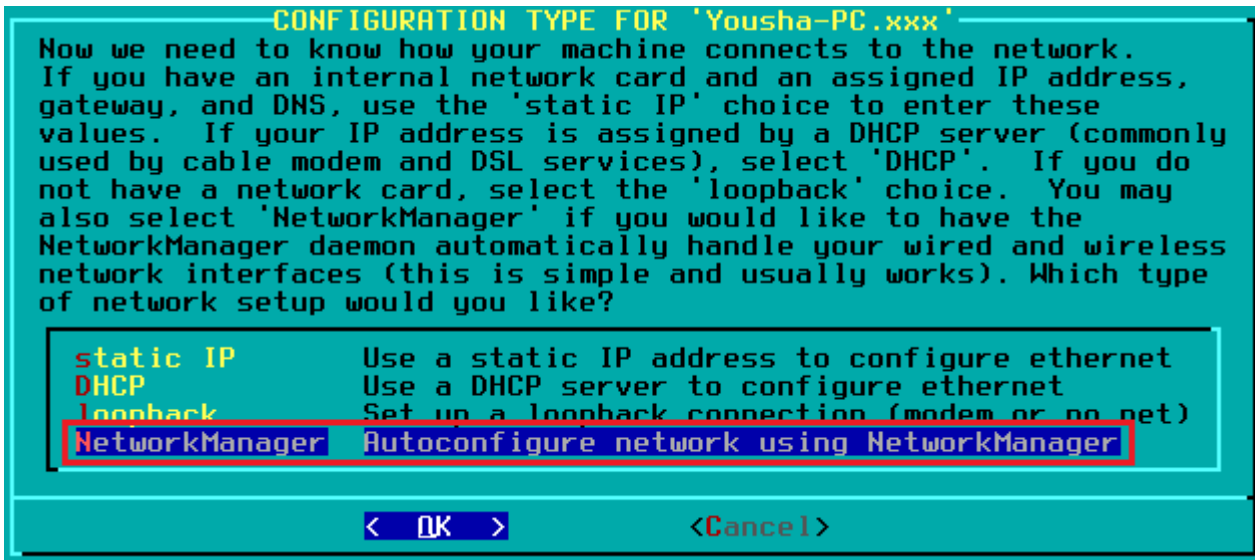 CONFIGURATION TYPE FOR 'Yousha-PC.xxx'
Now we need to know how your machine connects to the network.
If you have an internal network card and an assigned IP address,
gateway, and DNS, use the 'static IP' choice to enter these
values.  If your IP address is assigned by a DHCP server (commonly
used by cable modem and DSL services), select 'DHCP'.  If you do
not have a network card, select the 'loopback' choice.  You may
also select 'NetworkManager' if you would like to have the
NetworkManager daemon automatically handle your wired and wireless
network interfaces (this is simple and usually works). Which type
of network setup would you like?
static IP Use a static IP address to configure ethernet
DHCP Use a DHCP server to configure ethernet
loopback Set up a loopback connection (modem or no net)
NetworkManager Autoconfigure network using NetworkManager
< OK > <Cancel>